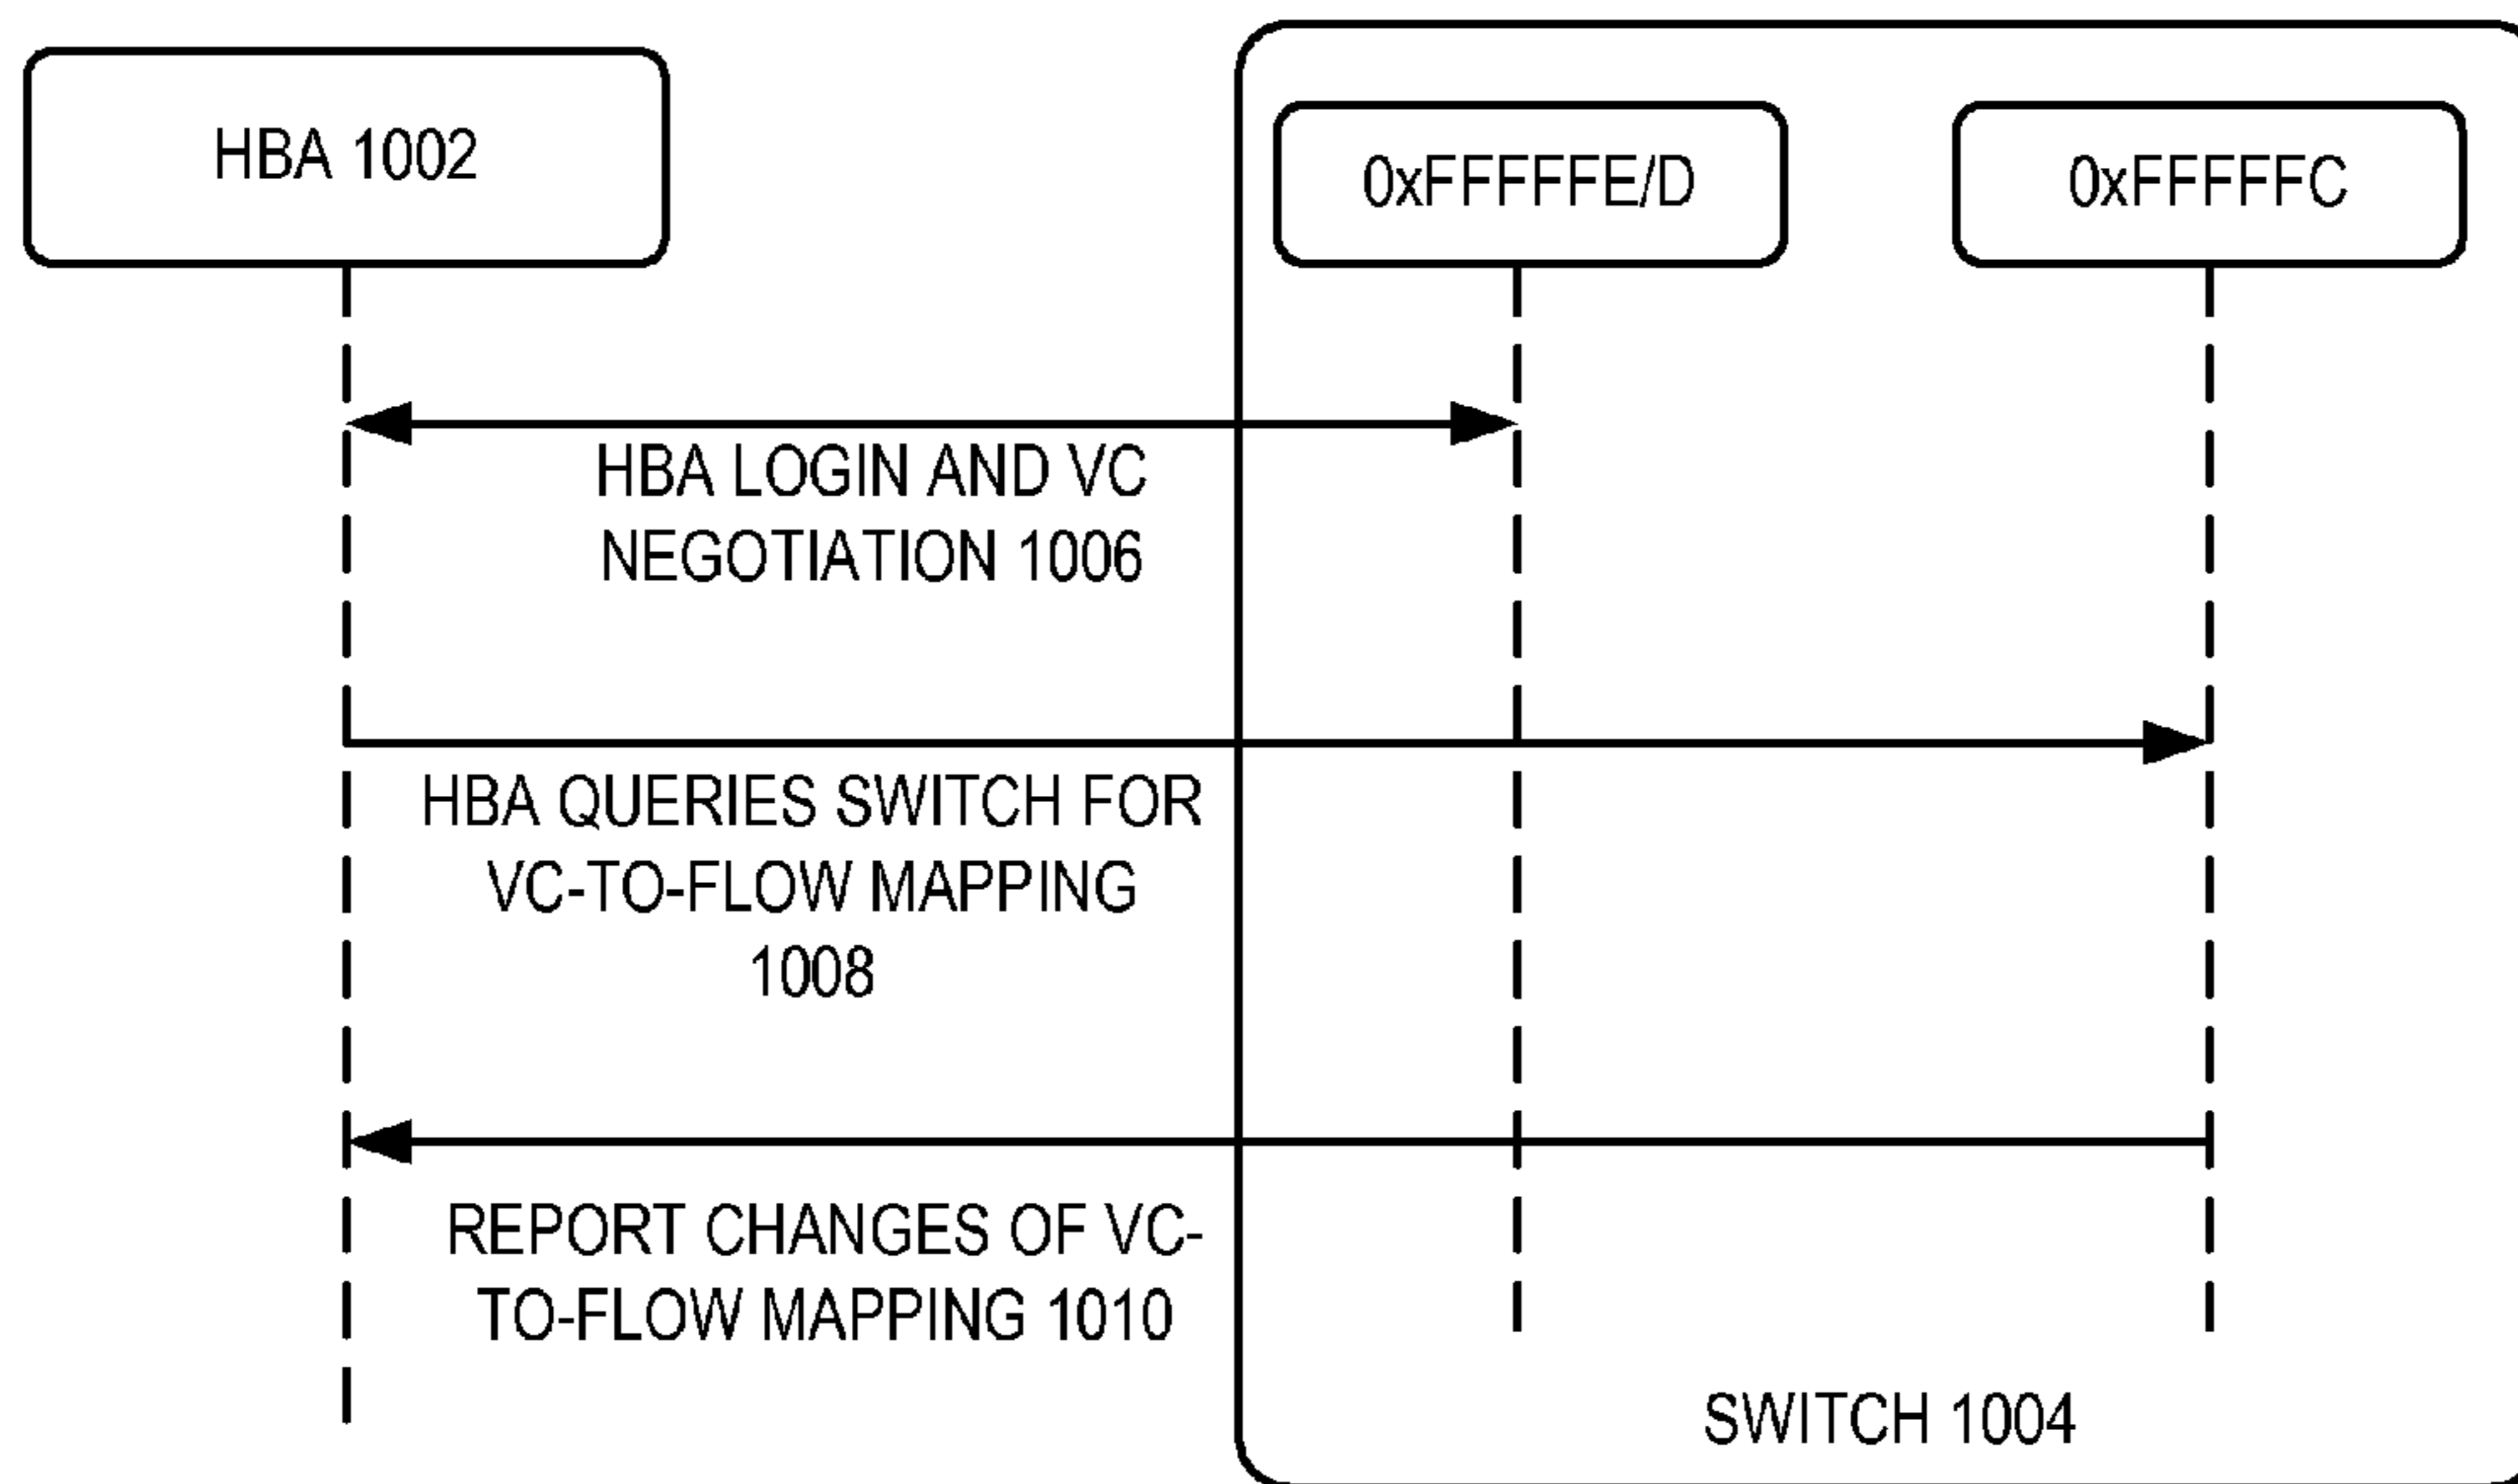 HBA 1002
0xFFFFFE/D
0xFFFFFC
HBA LOGIN AND VC
NEGOTIATION 1006
HBA QUERIES SWITCH FOR
VC-TO-FLOW MAPPING
1008
REPORT CHANGES OF VC-
TO-FLOW MAPPING 1010
SWITCH 1004